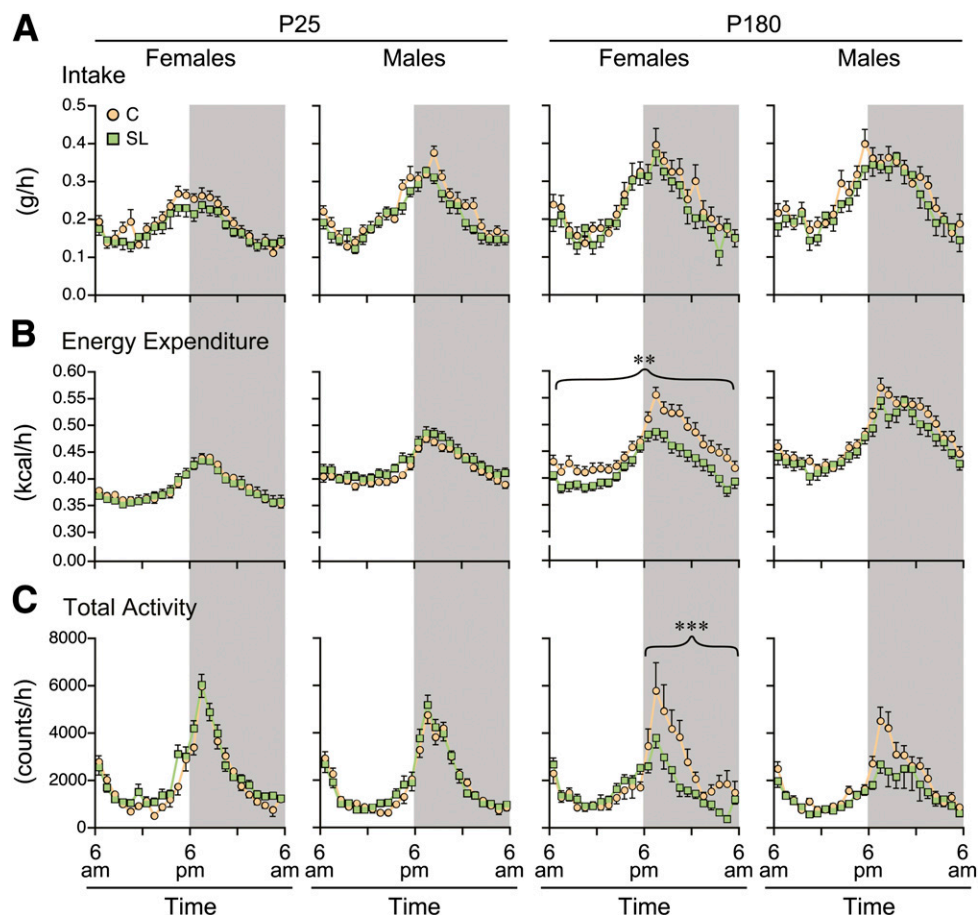 A
P25
P180
Females
Males
Females
Males
Intake
C
SL
(g/h)
0.5
0.4
0.3
0.2
0.1
0.0
6
am
B
Energy Expenditure
(kcal/h)
0.60
0.55
0.50
0.45
0.40
0.35
0.30
0.00
**
C
Total Activity
(counts/h)
8000
6000
4000
2000
0
***
6 6 6 6 6 6 6 6 6 6 6 6
am pm am am pm am am pm am am pm am
Time Time Time Time